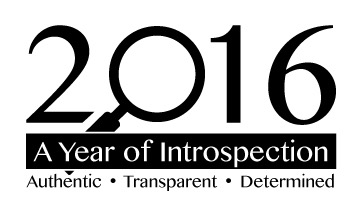 2016
A Year of Introspection
Authentic • Transparent • Determined